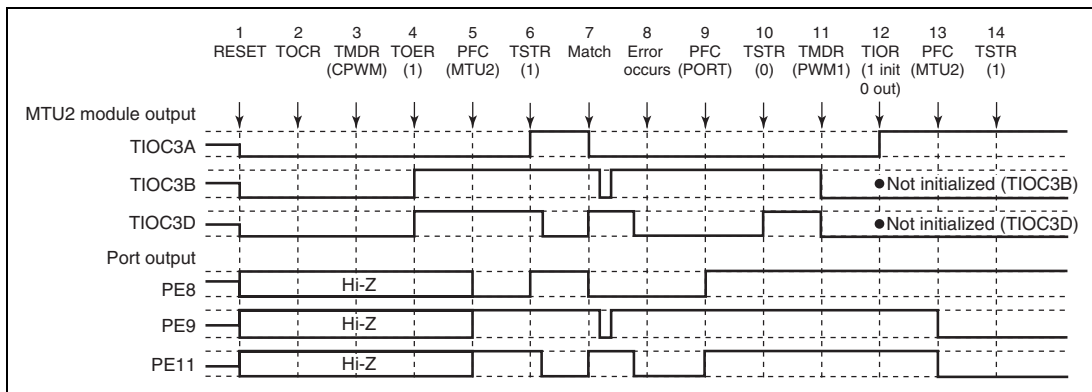 1 2 3 4 5 6 7 8 9 10 11 12 13 14
RESET TOCR TMDR TOER PFC TSTR Match Error PFC TSTR TMDR TIOR PFC TSTR
(CPWM) (1) (MTU2) (1) occurs (PORT) (0) (PWM1) (1 init (MTU2) (1)
0 out)
MTU2 module output
TIOC3A
TIOC3B
●Not initialized (TIOC3B)
TIOC3D
●Not initialized (TIOC3D)
Port output
PE8
Hi-Z
PE9
Hi-Z
PE11
Hi-Z